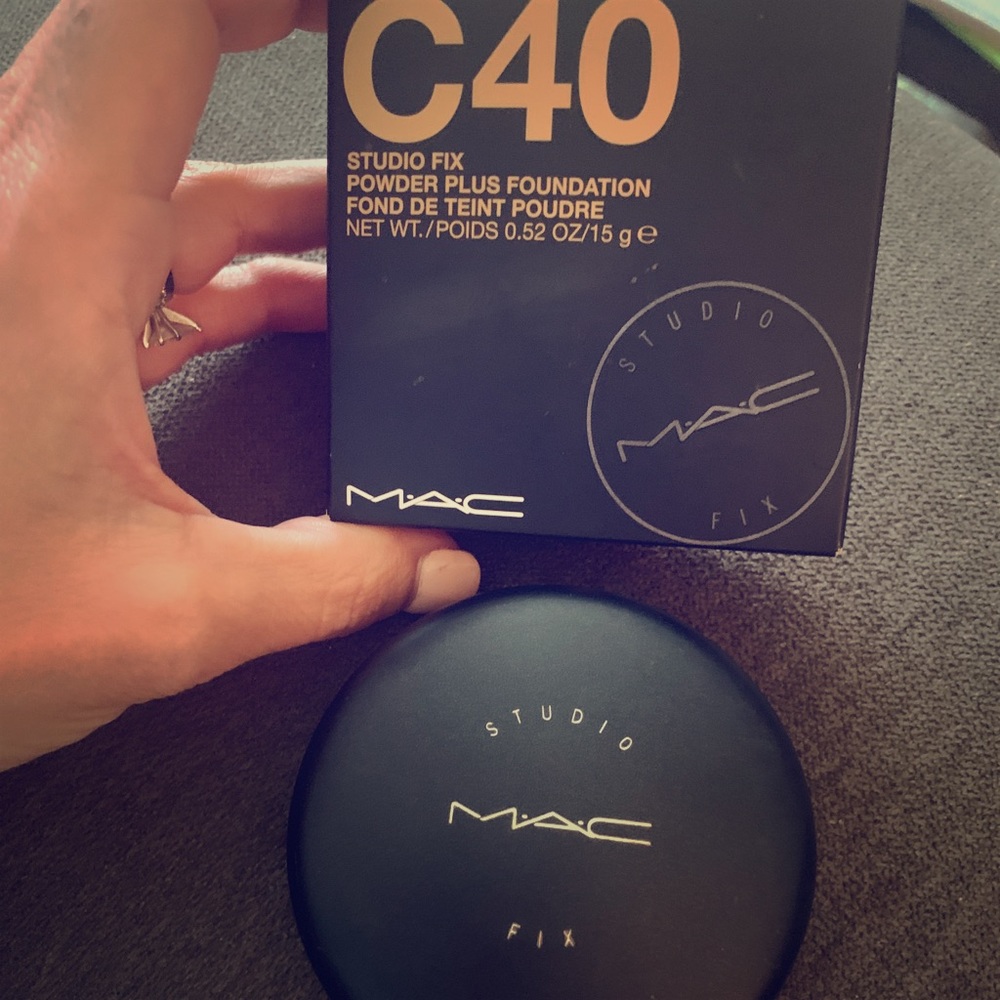 C40
STUDIO FIX
POWDER PLUS FOUNDATION
FOND DE TEINT POUDRE
NET WT./POIDS 0.52 OZ/15 g ℮
STUDIO
M·A·C
FIX
M·A·C
STUDIO
M·A·C
FIX